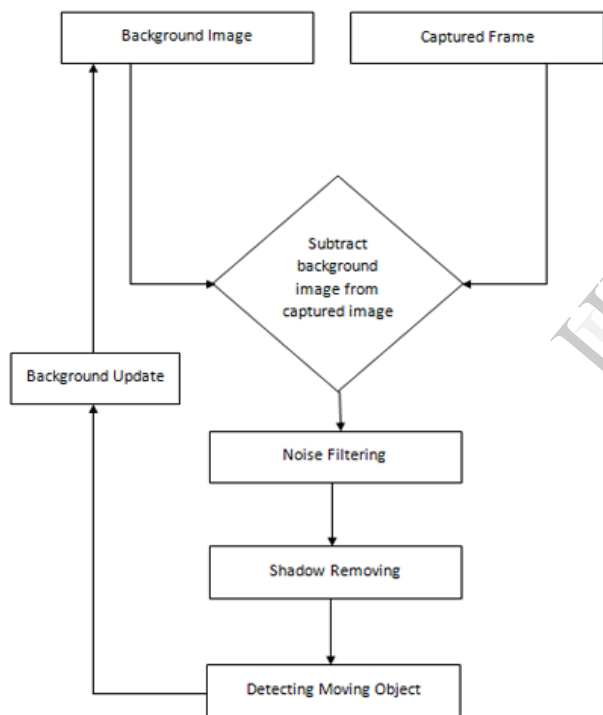 Background Image
Captured Frame
Subtract
background
image from
captured image
Background Update
Noise Filtering
Shadow Removing
Detecting Moving Object